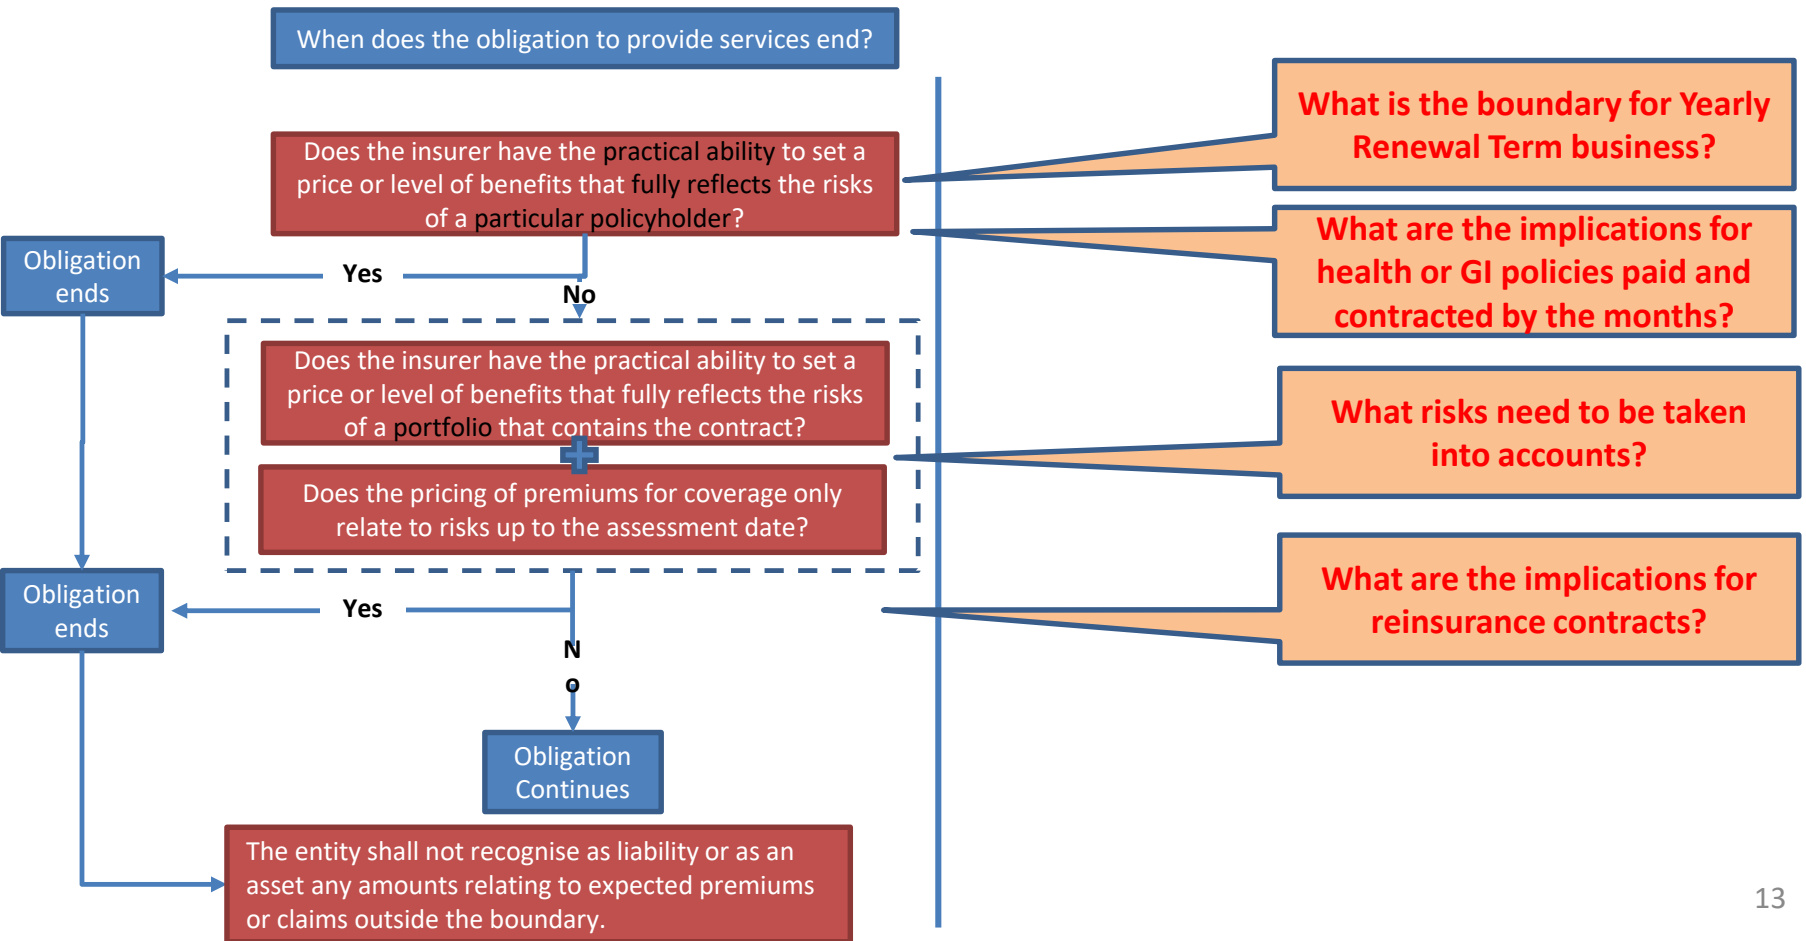 When does the obligation to provide services end?
Does the insurer have the practical ability to set a
price or level of benefits that fully reflects the risks
of a particular policyholder?
Obligation
ends
Yes
No
Does the insurer have the practical ability to set a
price or level of benefits that fully reflects the risks
of a portfolio that contains the contract?
Does the pricing of premiums for coverage only
relate to risks up to the assessment date?
Obligation
ends
Yes
N
o
Obligation
Continues
The entity shall not recognise as liability or as an
asset any amounts relating to expected premiums
or claims outside the boundary.
What is the boundary for Yearly
Renewal Term business?
What are the implications for
health or GI policies paid and
contracted by the months?
What risks need to be taken
into accounts?
What are the implications for
reinsurance contracts?
13